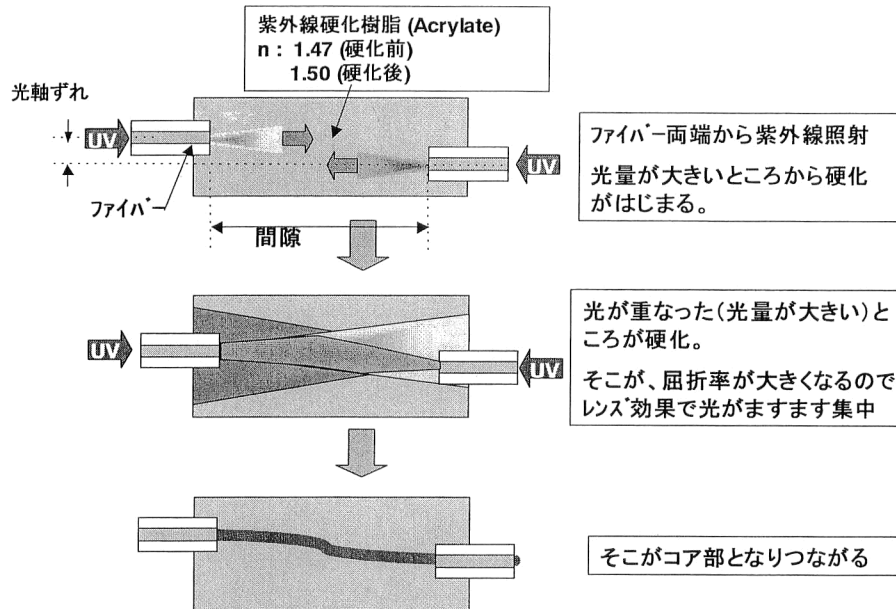 紫外線硬化樹脂 (Acrylate)
n : 1.47 (硬化前)
1.50 (硬化後)
光軸ずれ
UV
UV
ファイバー
間隙
ファイバー両端から紫外線照射
光量が大きいところから硬化
がはじまる。
UV
UV
光が重なった(光量が大きい)と
ころが硬化。
そこが、屈折率が大きくなるので
レンズ効果で光がますます集中
そこがコア部となりつながる